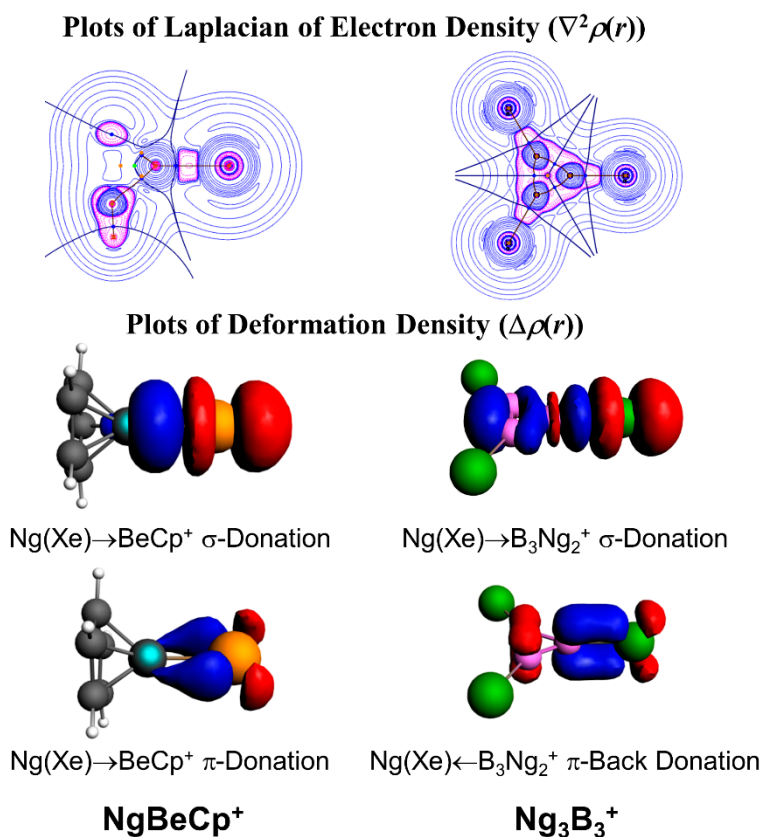 Plots of Laplacian of Electron Density (∇²ρ(r))
Plots of Deformation Density (Δρ(r))
Ng(Xe)→BeCp⁺ σ-Donation
Ng(Xe)→B₃Ng₂⁺ σ-Donation
Ng(Xe)→BeCp⁺ π-Donation
Ng(Xe)←B₃Ng₂⁺ π-Back Donation
NgBeCp⁺
Ng₃B₃⁺